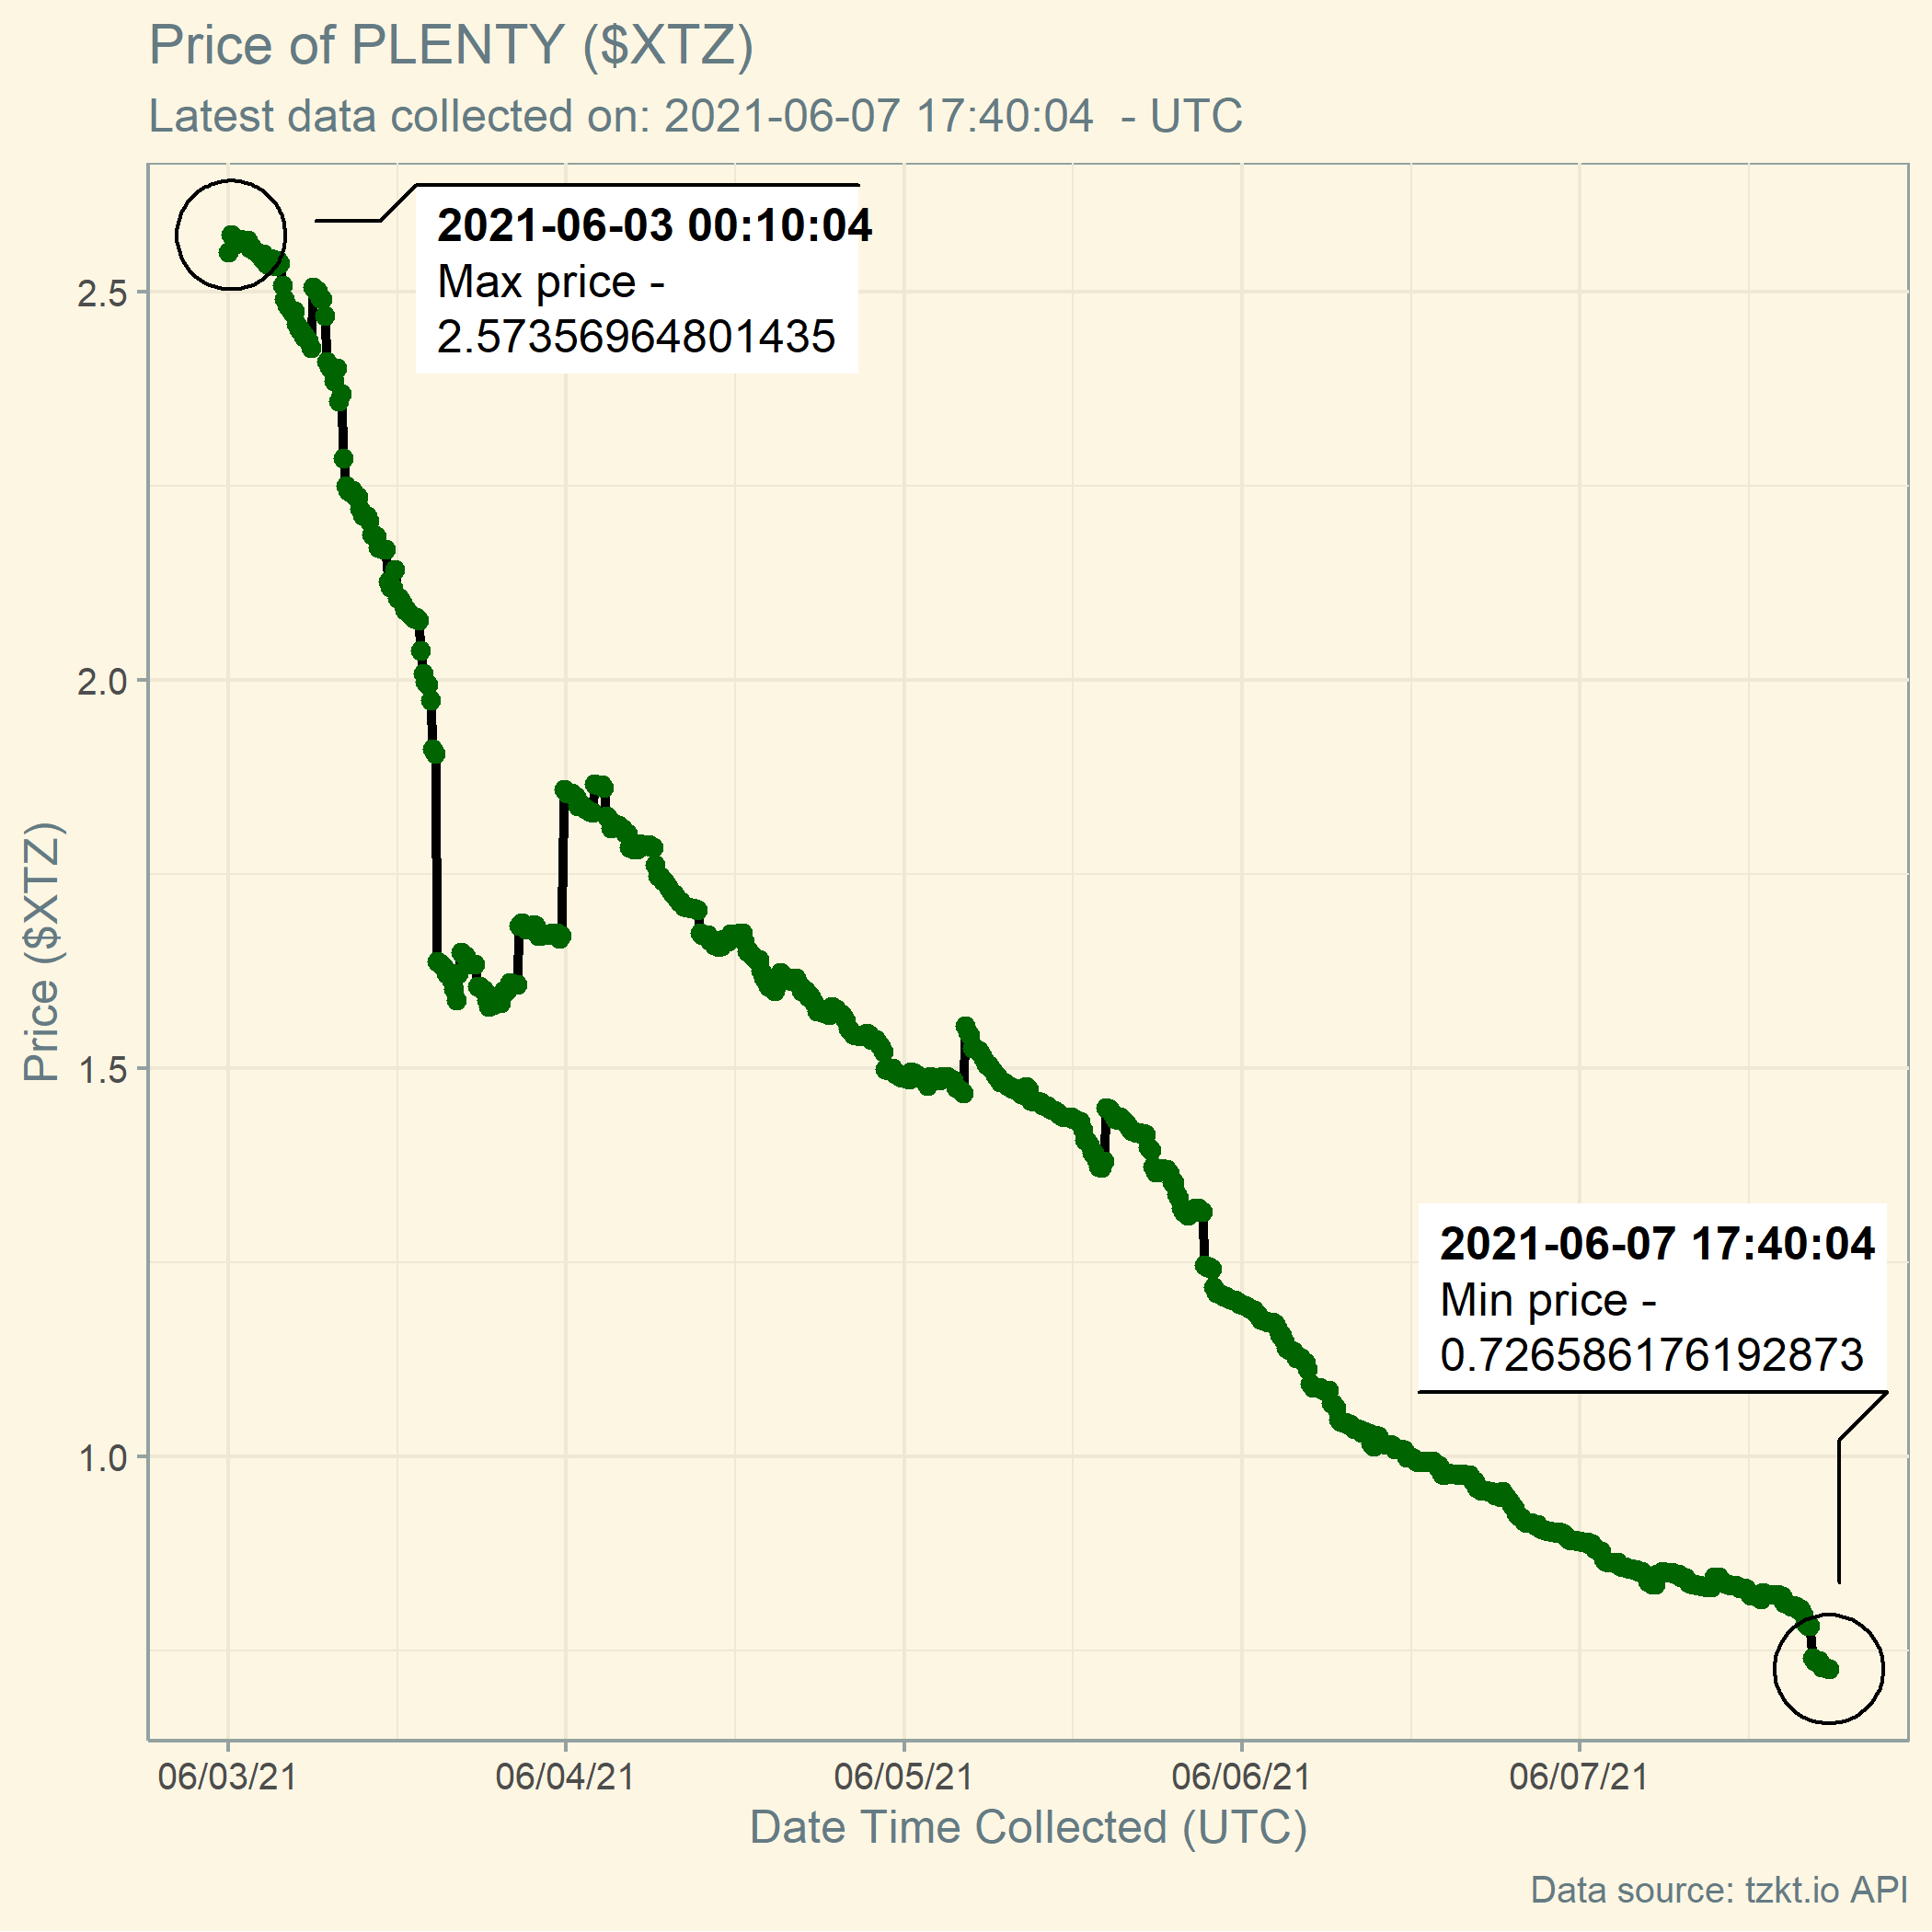 Price of PLENTY ($XTZ)
Latest data collected on: 2021-06-07 17:40:04  - UTC
2021-06-03 00:10:04
Max price -
2.57356964801435
2.5
2.0
1.5
1.0
Price ($XTZ)
2021-06-07 17:40:04
Min price -
0.726586176192873
06/03/21
06/04/21
06/05/21
06/06/21
06/07/21
Date Time Collected (UTC)
Data source: tzkt.io API